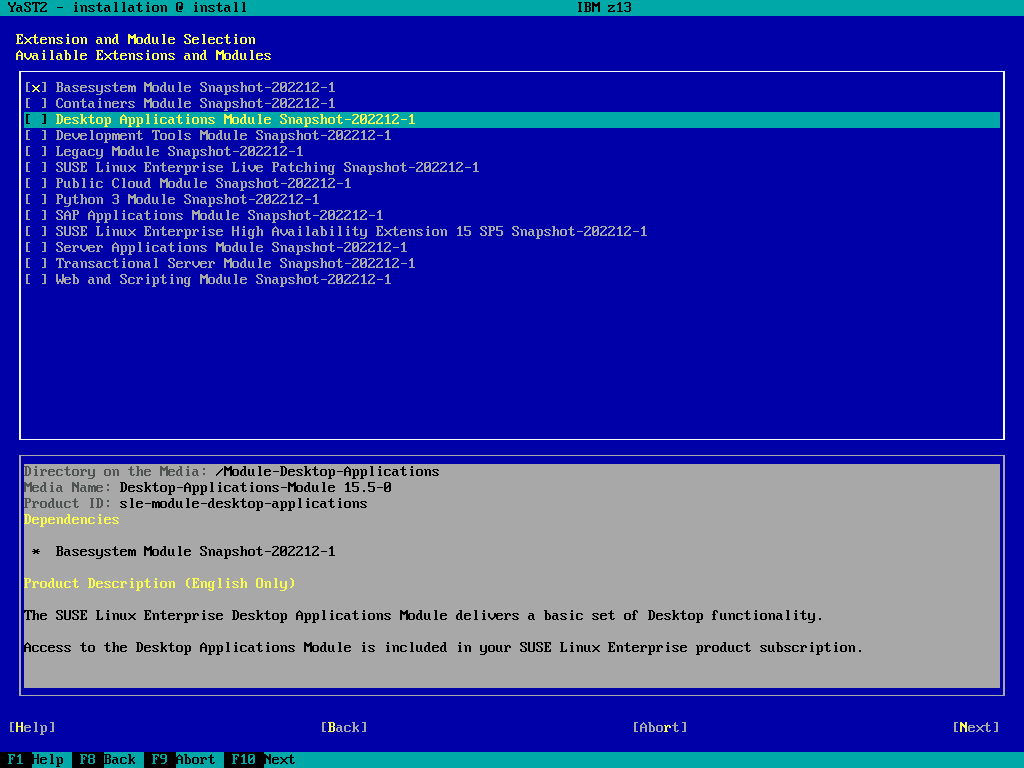 YaST2 - installation @ install IBM z13
Extension and Module Selection
Available Extensions and Modules
[x] Basesystem Module Snapshot-202212-1
[ ] Containers Module Snapshot-202212-1
[ ] Desktop Applications Module Snapshot-202212-1
[ ] Development Tools Module Snapshot-202212-1
[ ] Legacy Module Snapshot-202212-1
[ ] SUSE Linux Enterprise Live Patching Snapshot-202212-1
[ ] Public Cloud Module Snapshot-202212-1
[ ] Python 3 Module Snapshot-202212-1
[ ] SAP Applications Module Snapshot-202212-1
[ ] SUSE Linux Enterprise High Availability Extension 15 SP5 Snapshot-202212-1
[ ] Server Applications Module Snapshot-202212-1
[ ] Transactional Server Module Snapshot-202212-1
[ ] Web and Scripting Module Snapshot-202212-1
Directory on the Media: /Module-Desktop-Applications
Media Name: Desktop-Applications-Module 15.5-0
Product ID: sle-module-desktop-applications
Dependencies
* Basesystem Module Snapshot-202212-1
Product Description (English Only)
The SUSE Linux Enterprise Desktop Applications Module delivers a basic set of Desktop functionality.
Access to the Desktop Applications Module is included in your SUSE Linux Enterprise product subscription.
[Help] [Back] [Abort] [Next]
F1 Help F8 Back F9 Abort F10 Next